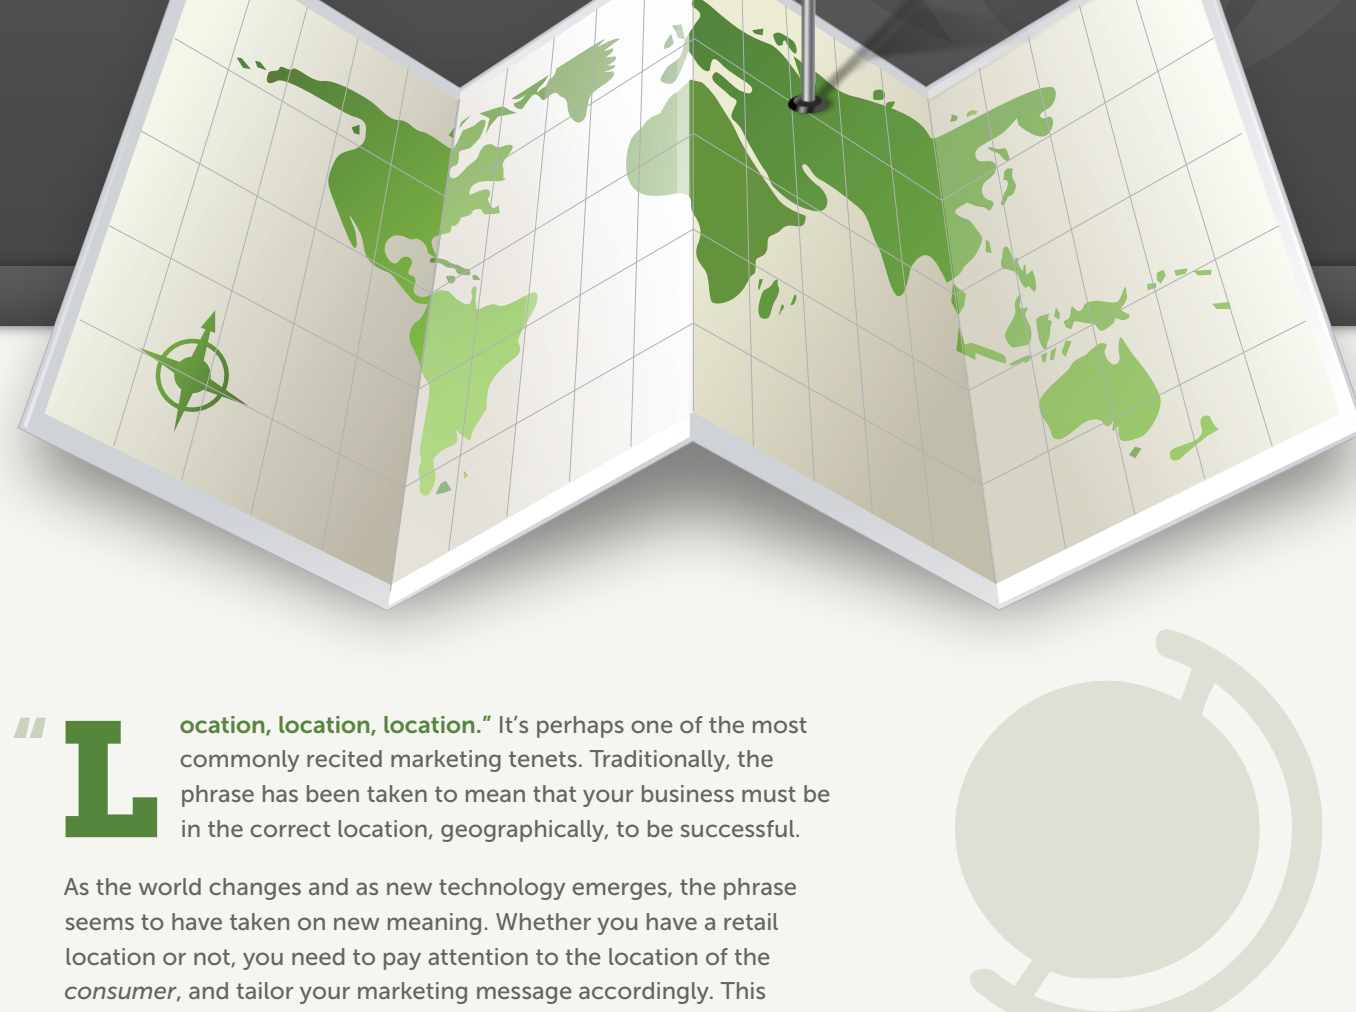 “Location, location, location.” It’s perhaps one of the most
commonly recited marketing tenets. Traditionally, the
phrase has been taken to mean that your business must be
in the correct location, geographically, to be successful.
As the world changes and as new technology emerges, the phrase
seems to have taken on new meaning. Whether you have a retail
location or not, you need to pay attention to the location of the
consumer, and tailor your marketing message accordingly. This